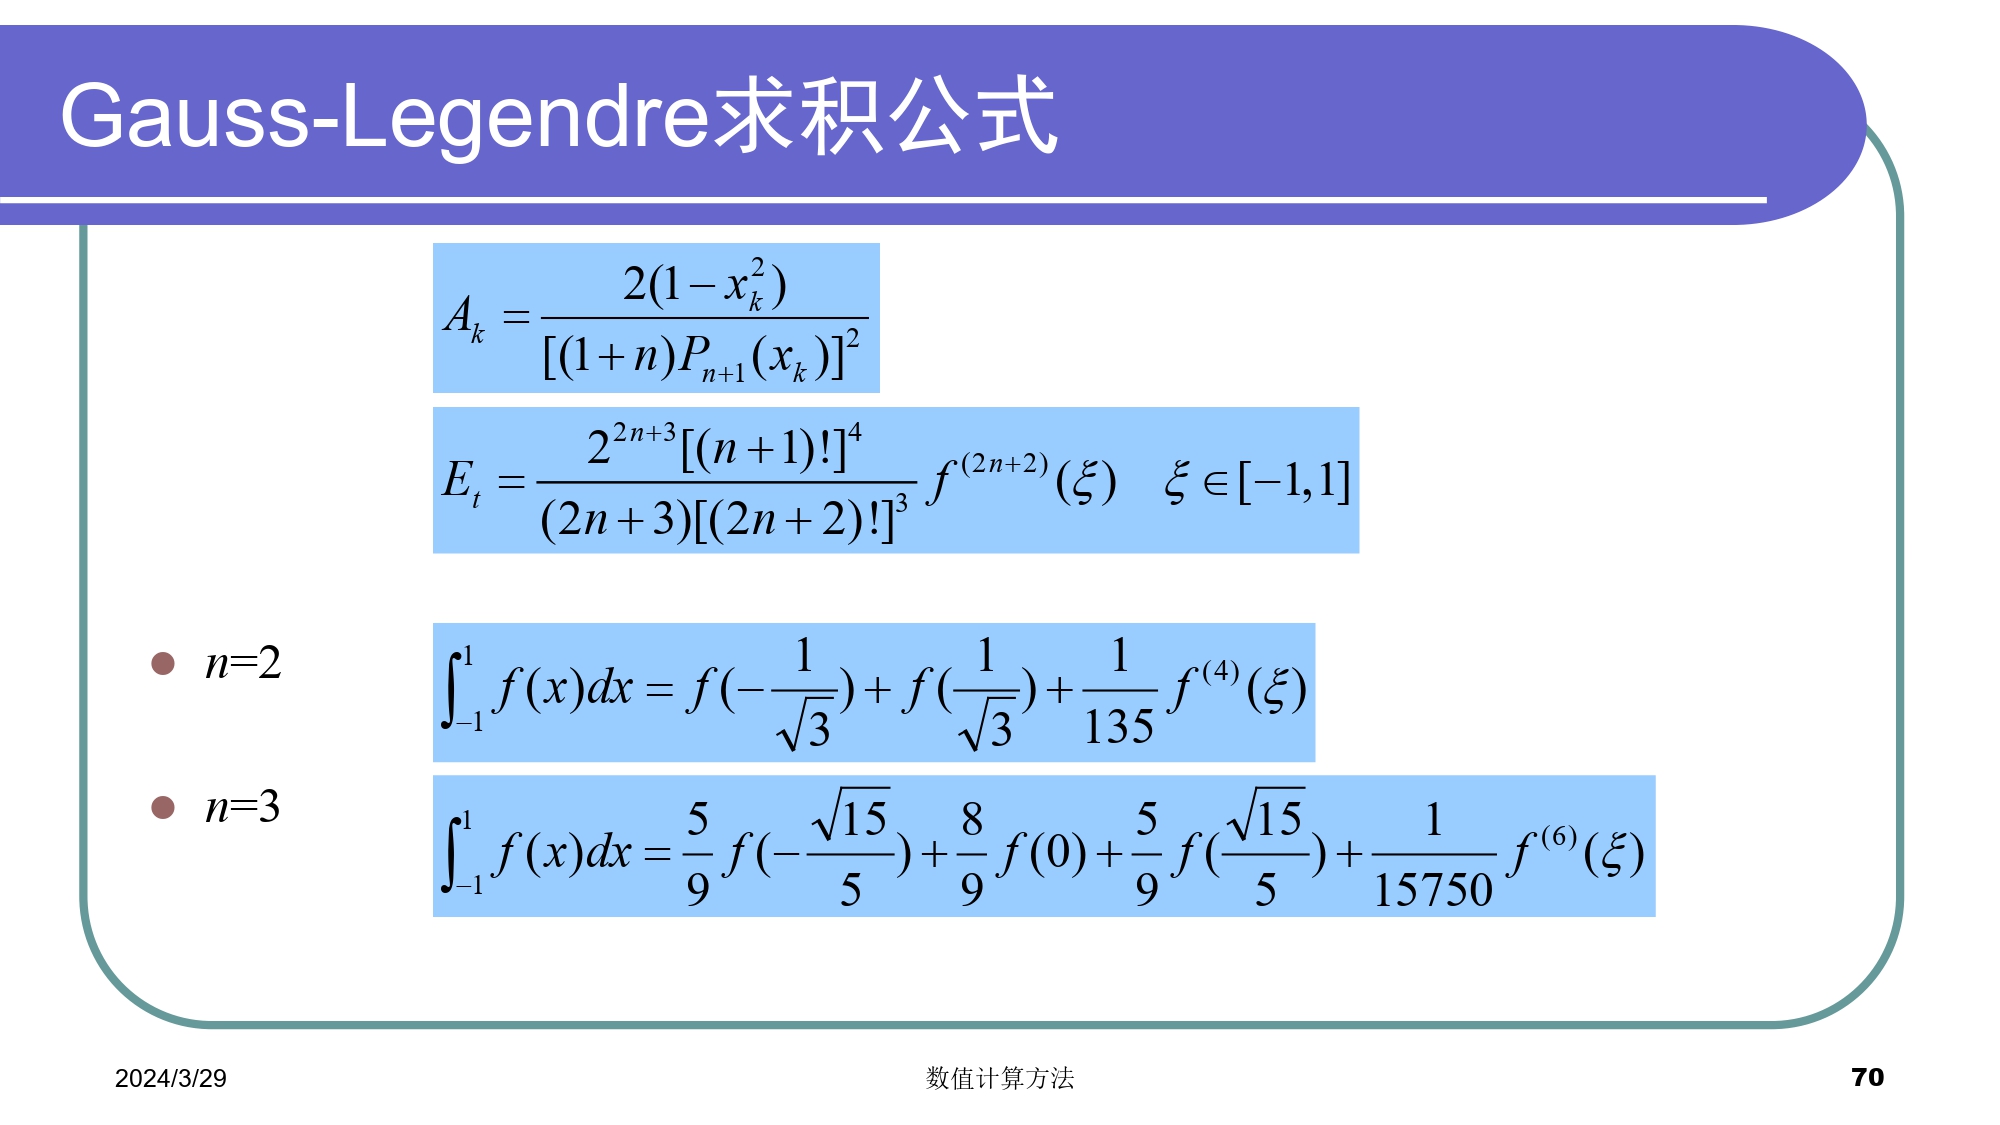 Gauss-Legendre求积公式
$A_k = \frac{2(1-x_k^2)}{[(1+n)P_{n+1}(x_k)]^2}$
$E_t = \frac{2^{2n+3}[(n+1)!]^4}{(2n+3)[(2n+2)!]^3} f^{(2n+2)}(\xi) \quad \xi \in [-1,1]$
● n=2 $\int_{-1}^{1} f(x)dx = f(-\frac{1}{\sqrt{3}}) + f(\frac{1}{\sqrt{3}}) + \frac{1}{135} f^{(4)}(\xi)$
● n=3 $\int_{-1}^{1} f(x)dx = \frac{5}{9} f(-\frac{\sqrt{15}}{5}) + \frac{8}{9} f(0) + \frac{5}{9} f(\frac{\sqrt{15}}{5}) + \frac{1}{15750} f^{(6)}(\xi)$
2024/3/29 数值计算方法 70